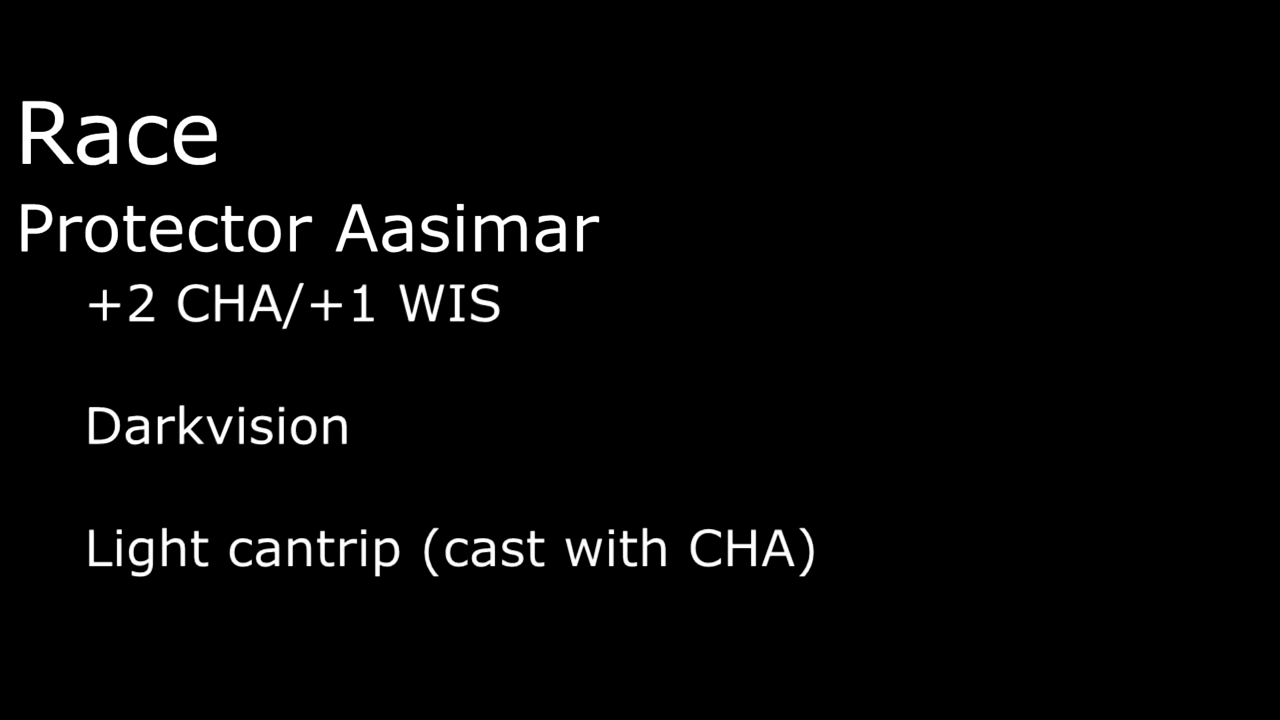 Race
Protector Aasimar
+2 CHA/+1 WIS
Darkvision
Light cantrip (cast with CHA)